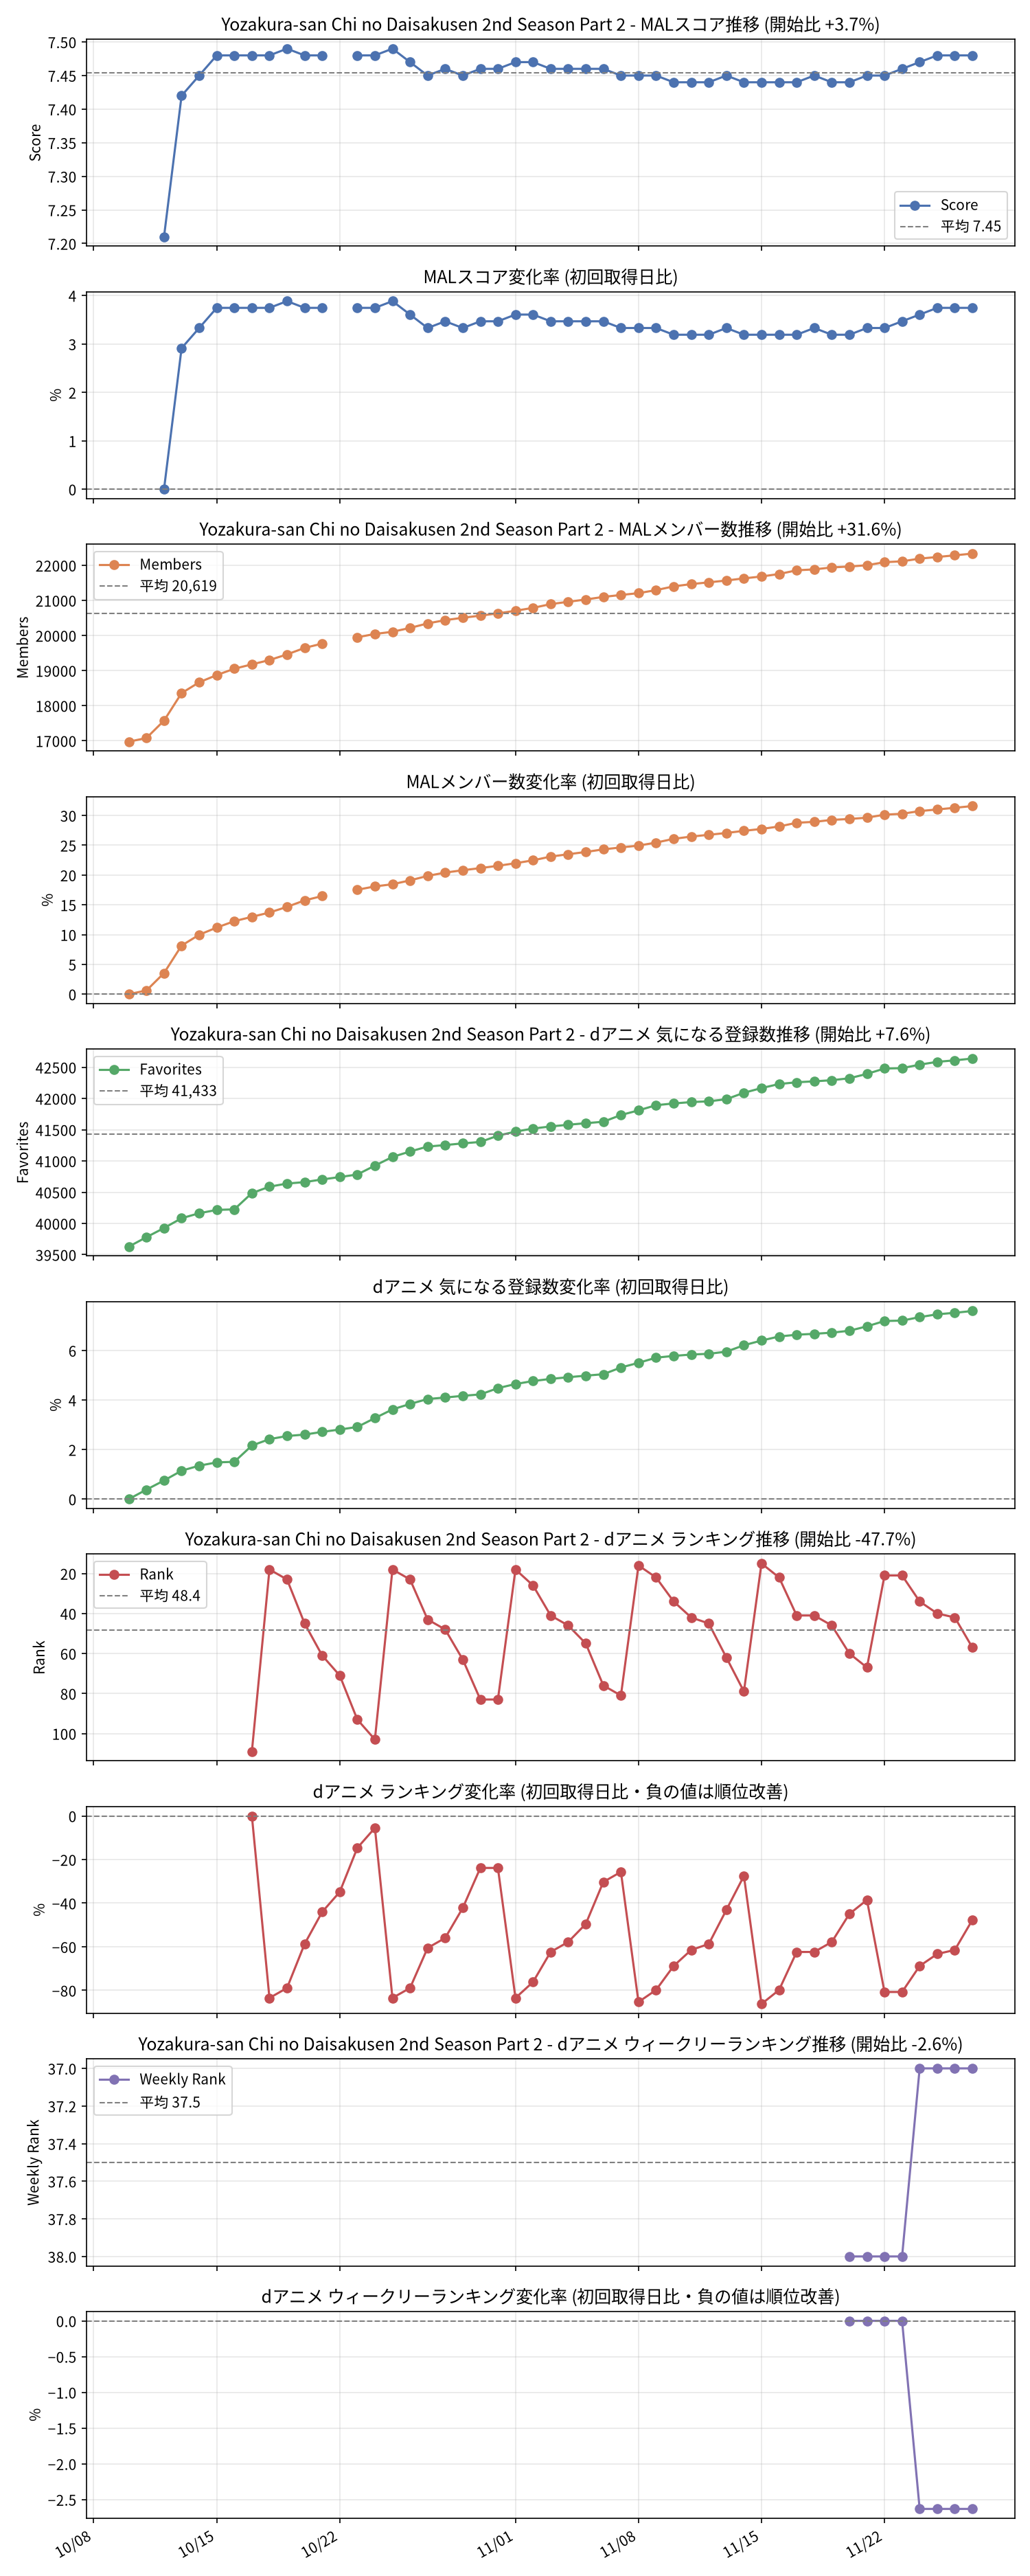 Yozakura-san Chi no Daisakusen 2nd Season Part 2 - MALスコア推移 (開始比 +3.7%)
7.50
7.45
7.40
7.35
7.30
7.25
7.20
Score
Score
平均 7.45
MALスコア変化率 (初回取得日比)
4
3
2
1
0
%
Yozakura-san Chi no Daisakusen 2nd Season Part 2 - MALメンバー数推移 (開始比 +31.6%)
22000
21000
20000
19000
18000
17000
Members
Members
平均 20,619
MALメンバー数変化率 (初回取得日比)
30
25
20
15
10
5
0
%
Yozakura-san Chi no Daisakusen 2nd Season Part 2 - dアニメ 気になる登録数推移 (開始比 +7.6%)
42500
42000
41500
41000
40500
40000
39500
Favorites
Favorites
平均 41,433
dアニメ 気になる登録数変化率 (初回取得日比)
6
4
2
0
%
Yozakura-san Chi no Daisakusen 2nd Season Part 2 - dアニメ ランキング推移 (開始比 -47.7%)
20
40
60
80
100
Rank
Rank
平均 48.4
dアニメ ランキング変化率 (初回取得日比・負の値は順位改善)
0
−20
−40
−60
−80
%
Yozakura-san Chi no Daisakusen 2nd Season Part 2 - dアニメ ウィークリーランキング推移 (開始比 -2.6%)
37.0
37.2
37.4
37.6
37.8
38.0
Weekly Rank
Weekly Rank
平均 37.5
dアニメ ウィークリーランキング変化率 (初回取得日比・負の値は順位改善)
0.0
−0.5
−1.0
−1.5
−2.0
−2.5
%
10/08
10/15
10/22
11/01
11/08
11/15
11/22